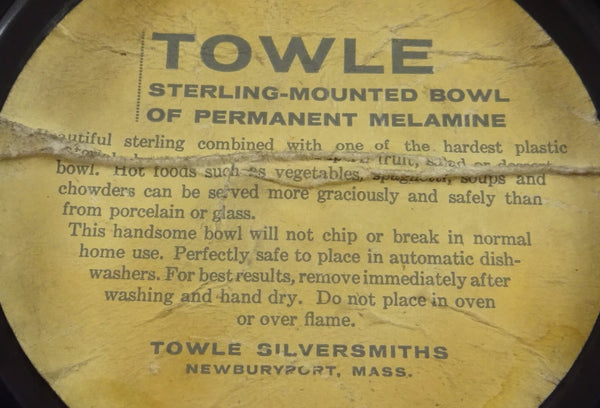 TOWLE
STERLING-MOUNTED BOWL
OF PERMANENT MELAMINE
Beautiful sterling combined with one of the hardest plastic
fruit, salad or dessert
bowl. Hot foods such as vegetables, spaghetti, soups and
chowders can be served more graciously and safely than
from porcelain or glass.
This handsome bowl will not chip or break in normal
home use. Perfectly safe to place in automatic dish-
washers. For best results, remove immediately after
washing and hand dry. Do not place in oven
or over flame.
TOWLE SILVERSMITHS
NEWBURYPORT, MASS.